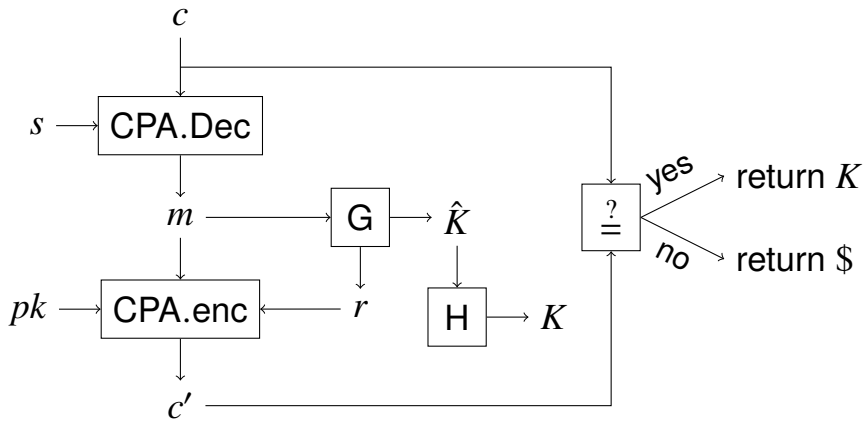 c
s CPA.Dec
yes return K
m G K̂ ?=
no return $
pk CPA.enc r H K
c′